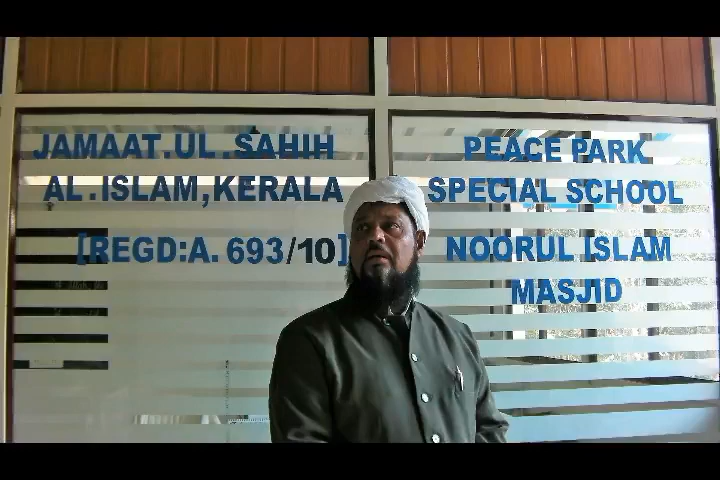 JAMAAT.UL.SAHIH
AL.ISLAM,KERALA
[REGD:A. 693/10]
PEACE PARK
SPECIAL SCHOOL
NOORUL ISLAM
MASJID